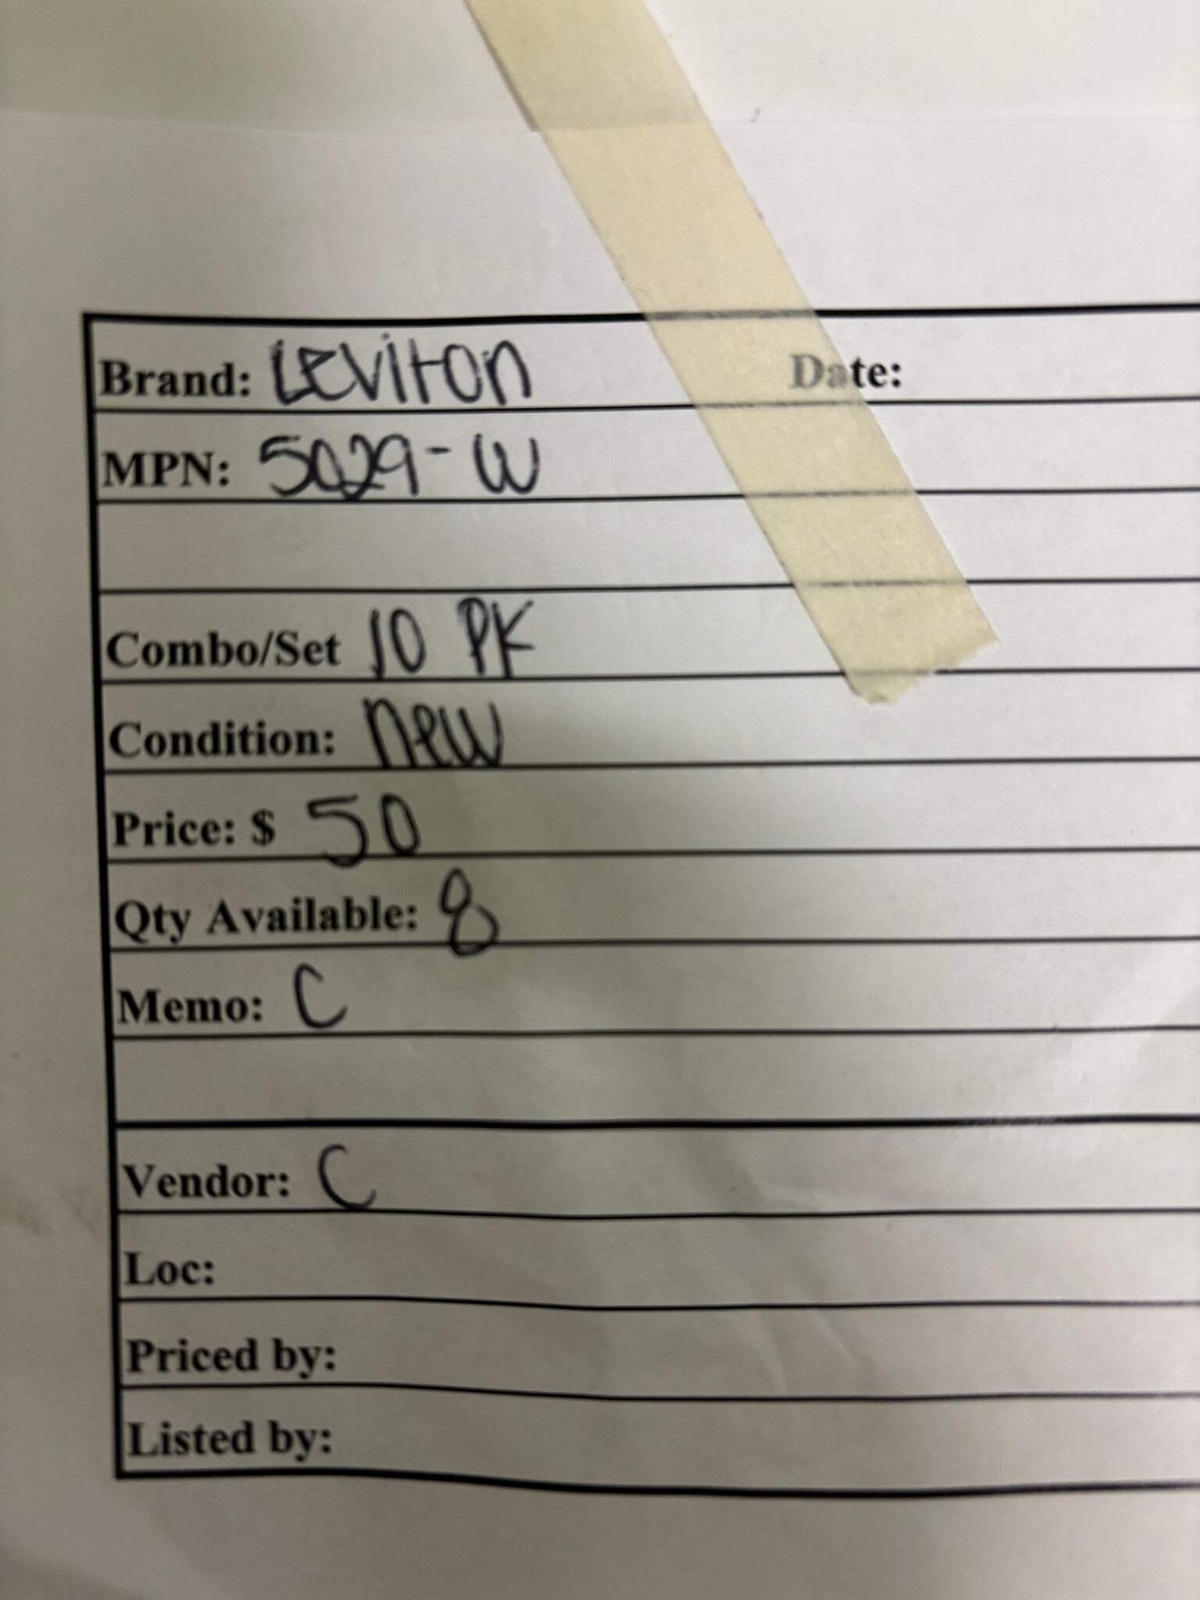 Brand: Leviton Date:
MPN: 5029-W
Combo/Set 10 PK
Condition: new
Price: $ 50
Qty Available: 8
Memo: C
Vendor: C
Loc:
Priced by:
Listed by: